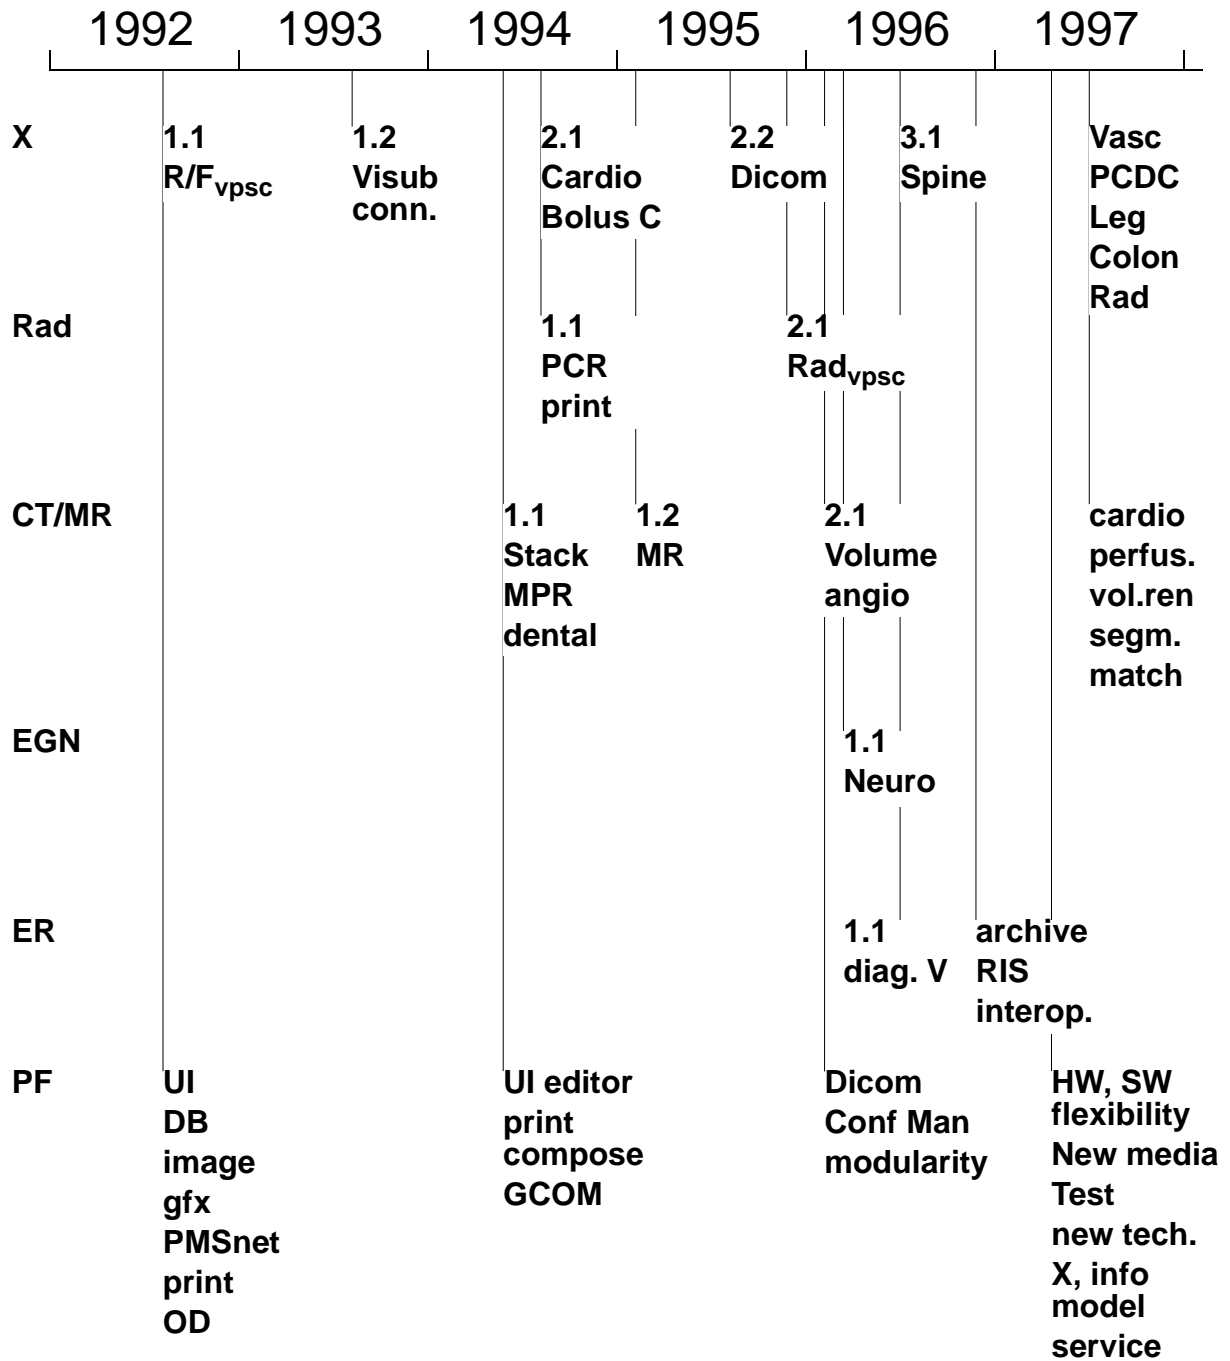 1992 1993 1994 1995 1996 1997
X 1.1 1.2 2.1 2.2 3.1 Vasc
R/Fvpsc Visub Cardio Dicom Spine PCDC
conn. Bolus C Leg
Colon
Rad
Rad 1.1 2.1
PCR Radvpsc
print
CT/MR 1.1 1.2 2.1 cardio
Stack MR Volume perfus.
MPR angio vol.ren
dental segm.
match
EGN 1.1
Neuro
ER 1.1 archive
diag. V RIS
interop.
PF UI UI editor Dicom HW, SW
flexibility
DB print Conf Man
image compose modularity New media
gfx GCOM Test
PMSnet new tech.
print X, info
OD model
service